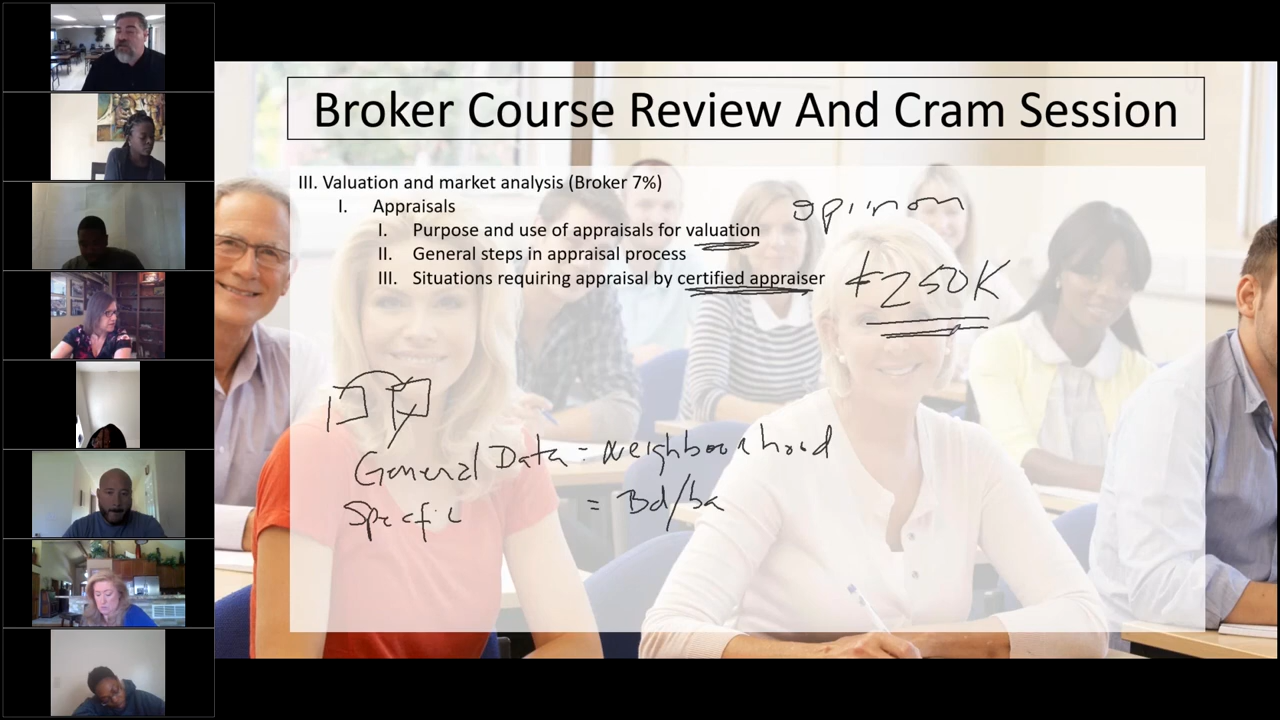 Broker Course Review And Cram Session
III. Valuation and market analysis (Broker 7%)
I. Appraisals
opinion
I. Purpose and use of appraisals for valuation
II. General steps in appraisal process
III. Situations requiring appraisal by certified appraiser
250K
General Data = Neighbourhood
Specfic = Bd/ba